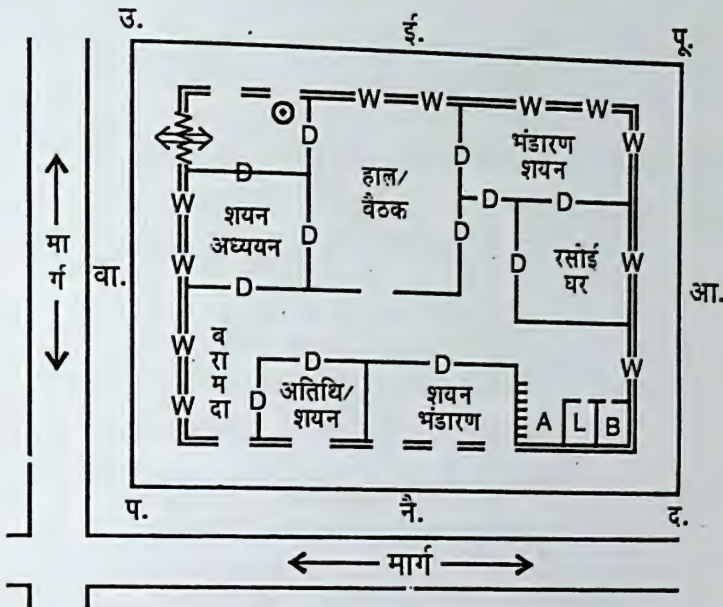 उ.
ई.
पू.
W W W W
D D W
भंडारण
शयन
D
हाल/
वैठक
D D
W
शयन
अध्ययन
D D
रसोई
घर
D W
मा
र्ग
वा.
W
आ.
D
W
व
रा
म
दा
W
D
अतिथि/
शयन
D
D
शयन
भंडारण
W
A L B
प.
नै.
द.
मार्ग